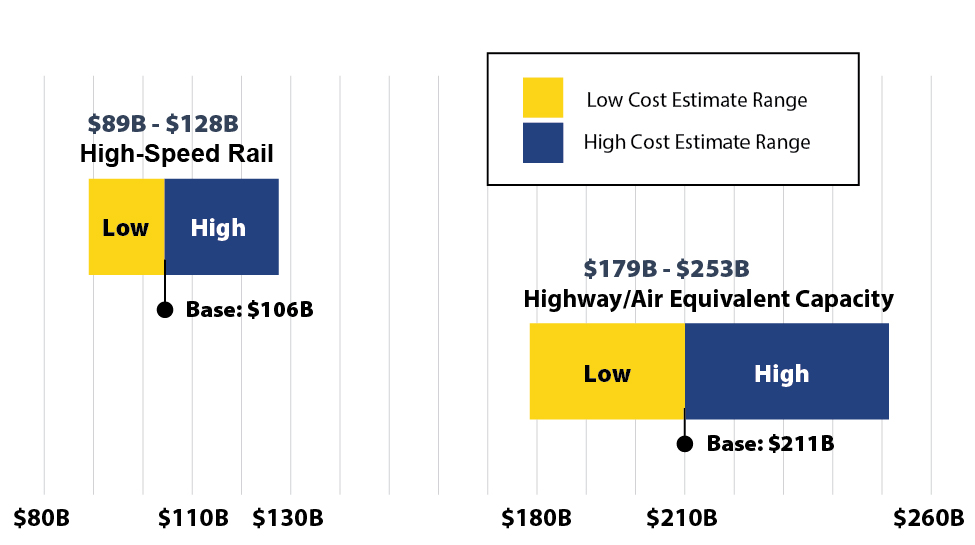 Low Cost Estimate Range
High Cost Estimate Range
$89B - $128B
High-Speed Rail
Low
High
Base: $106B
$179B - $253B
Highway/Air Equivalent Capacity
Low
High
Base: $211B
$80B
$110B
$130B
$180B
$210B
$260B